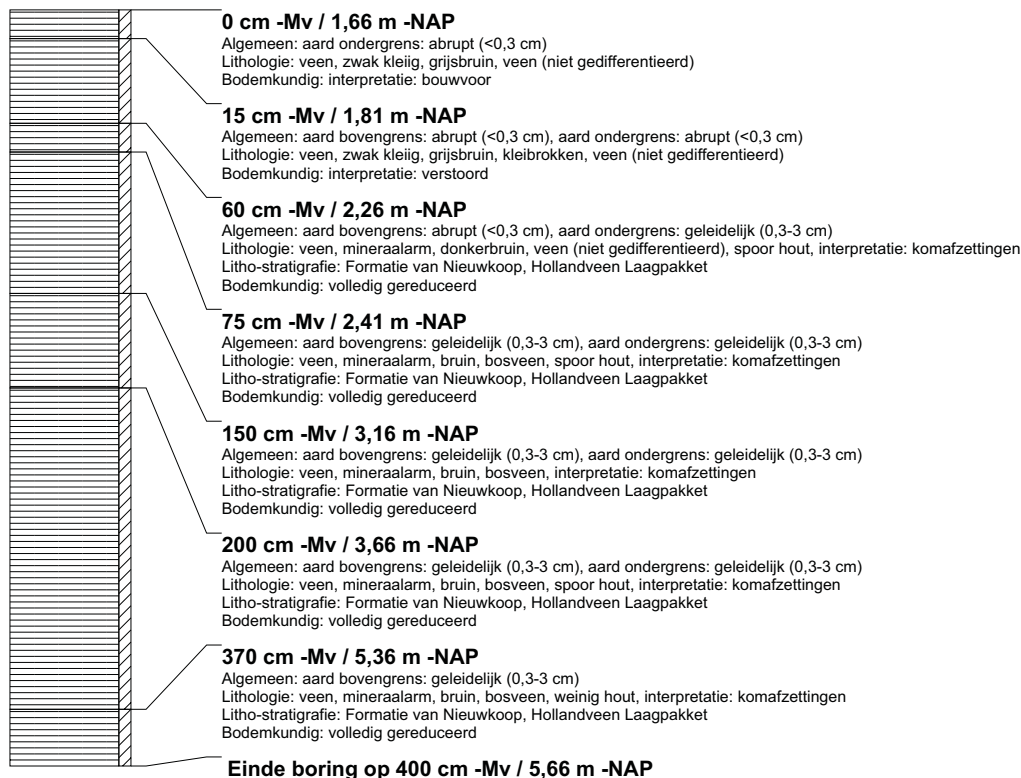 0 cm -Mv / 1,66 m -NAP
Algemeen: aard ondergrens: abrupt (<0,3 cm)
Lithologie: veen, zwak kleiig, grijsbruin, veen (niet gedifferentieerd)
Bodemkundig: interpretatie: bouwvoor
15 cm -Mv / 1,81 m -NAP
Algemeen: aard bovengrens: abrupt (<0,3 cm), aard ondergrens: abrupt (<0,3 cm)
Lithologie: veen, zwak kleiig, grijsbruin, kleibrokken, veen (niet gedifferentieerd)
Bodemkundig: interpretatie: verstoord
60 cm -Mv / 2,26 m -NAP
Algemeen: aard bovengrens: abrupt (<0,3 cm), aard ondergrens: geleidelijk (0,3-3 cm)
Lithologie: veen, mineraalarm, donkerbruin, veen (niet gedifferentieerd), spoor hout, interpretatie: komafzettingen
Litho-stratigrafie: Formatie van Nieuwkoop, Hollandveen Laagpakket
Bodemkundig: volledig gereduceerd
75 cm -Mv / 2,41 m -NAP
Algemeen: aard bovengrens: geleidelijk (0,3-3 cm), aard ondergrens: geleidelijk (0,3-3 cm)
Lithologie: veen, mineraalarm, bruin, bosveen, spoor hout, interpretatie: komafzettingen
Litho-stratigrafie: Formatie van Nieuwkoop, Hollandveen Laagpakket
Bodemkundig: volledig gereduceerd
150 cm -Mv / 3,16 m -NAP
Algemeen: aard bovengrens: geleidelijk (0,3-3 cm), aard ondergrens: geleidelijk (0,3-3 cm)
Lithologie: veen, mineraalarm, bruin, bosveen, interpretatie: komafzettingen
Litho-stratigrafie: Formatie van Nieuwkoop, Hollandveen Laagpakket
Bodemkundig: volledig gereduceerd
200 cm -Mv / 3,66 m -NAP
Algemeen: aard bovengrens: geleidelijk (0,3-3 cm), aard ondergrens: geleidelijk (0,3-3 cm)
Lithologie: veen, mineraalarm, bruin, bosveen, spoor hout, interpretatie: komafzettingen
Litho-stratigrafie: Formatie van Nieuwkoop, Hollandveen Laagpakket
Bodemkundig: volledig gereduceerd
370 cm -Mv / 5,36 m -NAP
Algemeen: aard bovengrens: geleidelijk (0,3-3 cm)
Lithologie: veen, mineraalarm, bruin, bosveen, weinig hout, interpretatie: komafzettingen
Litho-stratigrafie: Formatie van Nieuwkoop, Hollandveen Laagpakket
Bodemkundig: volledig gereduceerd
Einde boring op 400 cm -Mv / 5,66 m -NAP